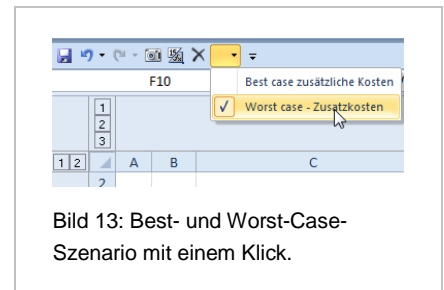 F10
Best case zusätzliche Kosten
Worst case - Zusatzkosten
1
2
3
1 2 A B C
2
Bild 13: Best- und Worst-Case-
Szenario mit einem Klick.